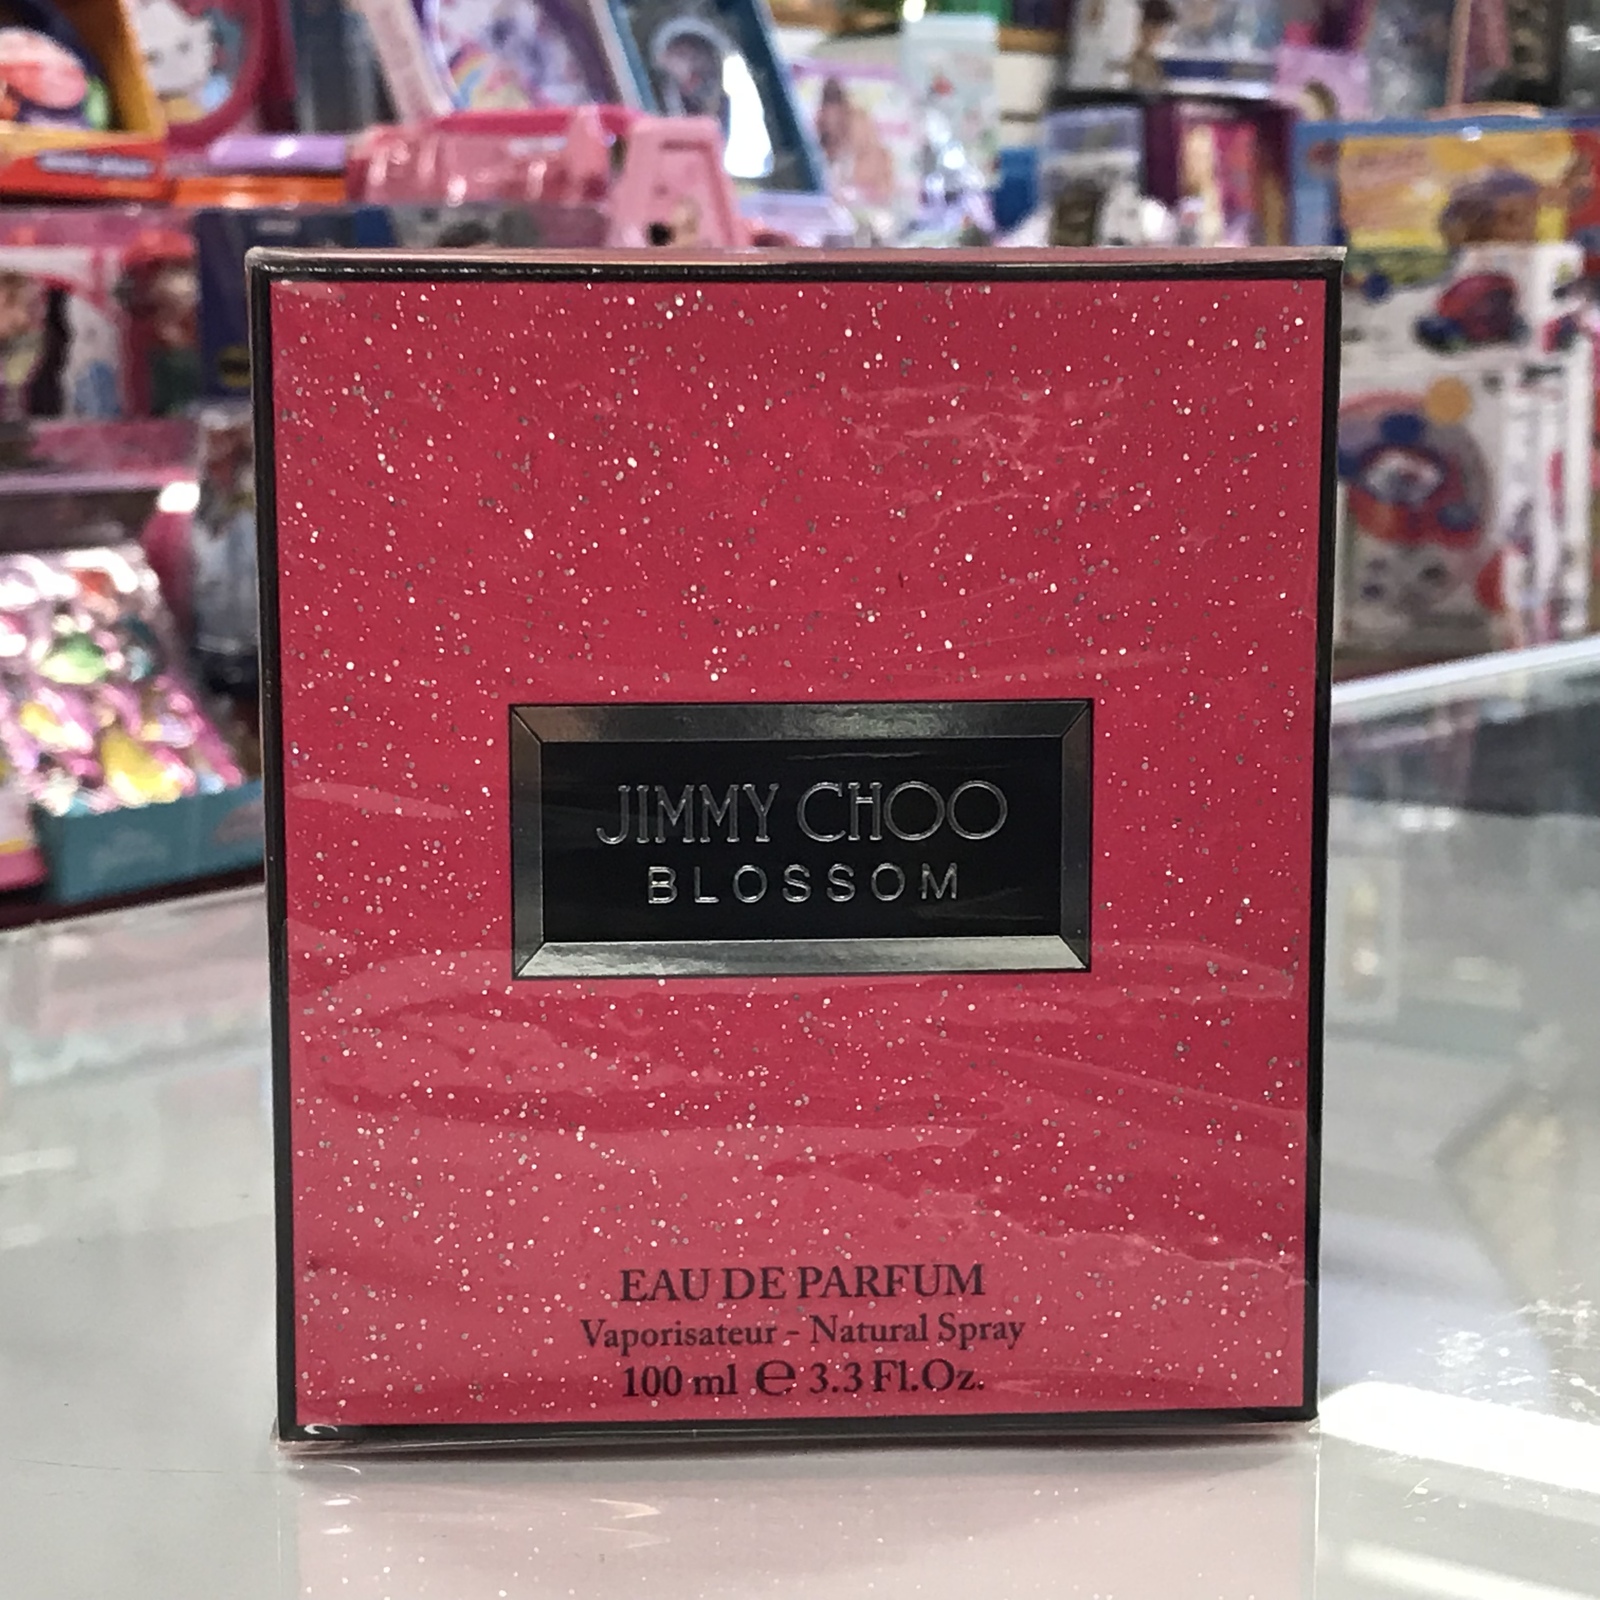 JIMMY CHOO
BLOSSOM
EAU DE PARFUM
Vaporisateur - Natural Spray
100 ml ℮ 3.3 Fl.Oz.